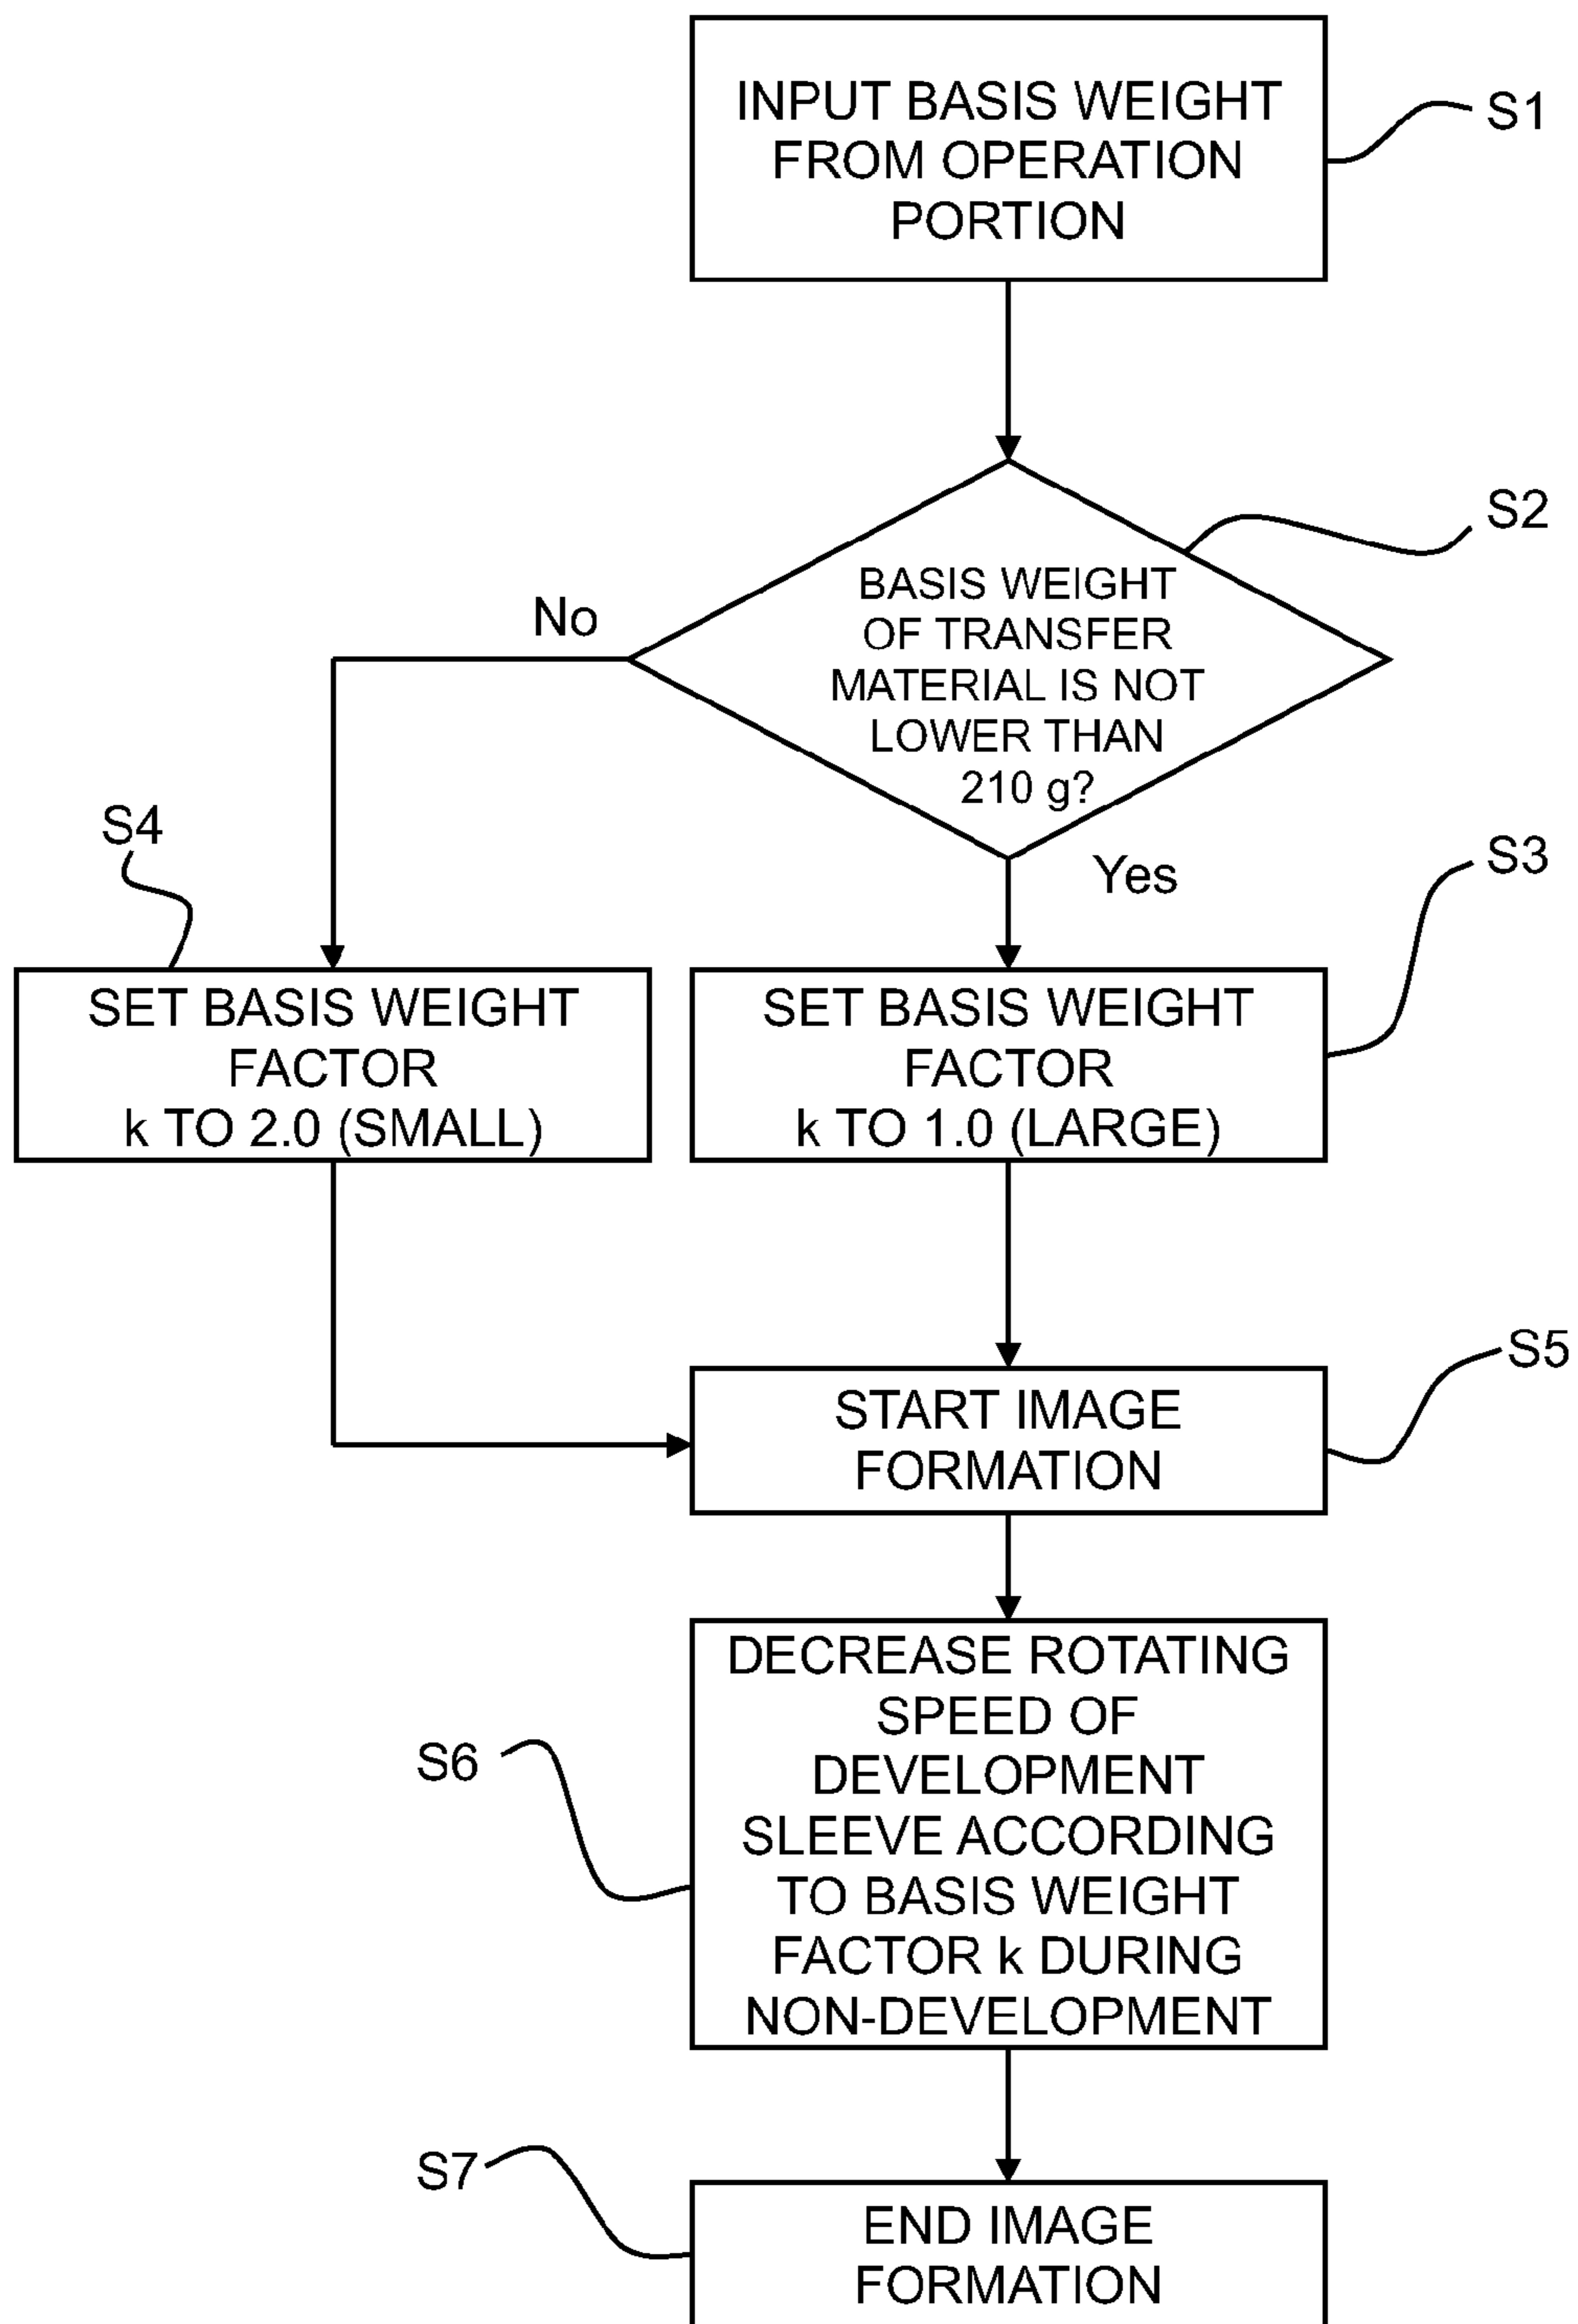 INPUT BASIS WEIGHT
FROM OPERATION
PORTION
S1
S2
BASIS WEIGHT
OF TRANSFER
MATERIAL IS NOT
LOWER THAN
210 g?
No
Yes
S4
S3
SET BASIS WEIGHT
FACTOR
k TO 2.0 (SMALL)
SET BASIS WEIGHT
FACTOR
k TO 1.0 (LARGE)
S5
START IMAGE
FORMATION
S6
DECREASE ROTATING
SPEED OF
DEVELOPMENT
SLEEVE ACCORDING
TO BASIS WEIGHT
FACTOR k DURING
NON-DEVELOPMENT
S7
END IMAGE
FORMATION